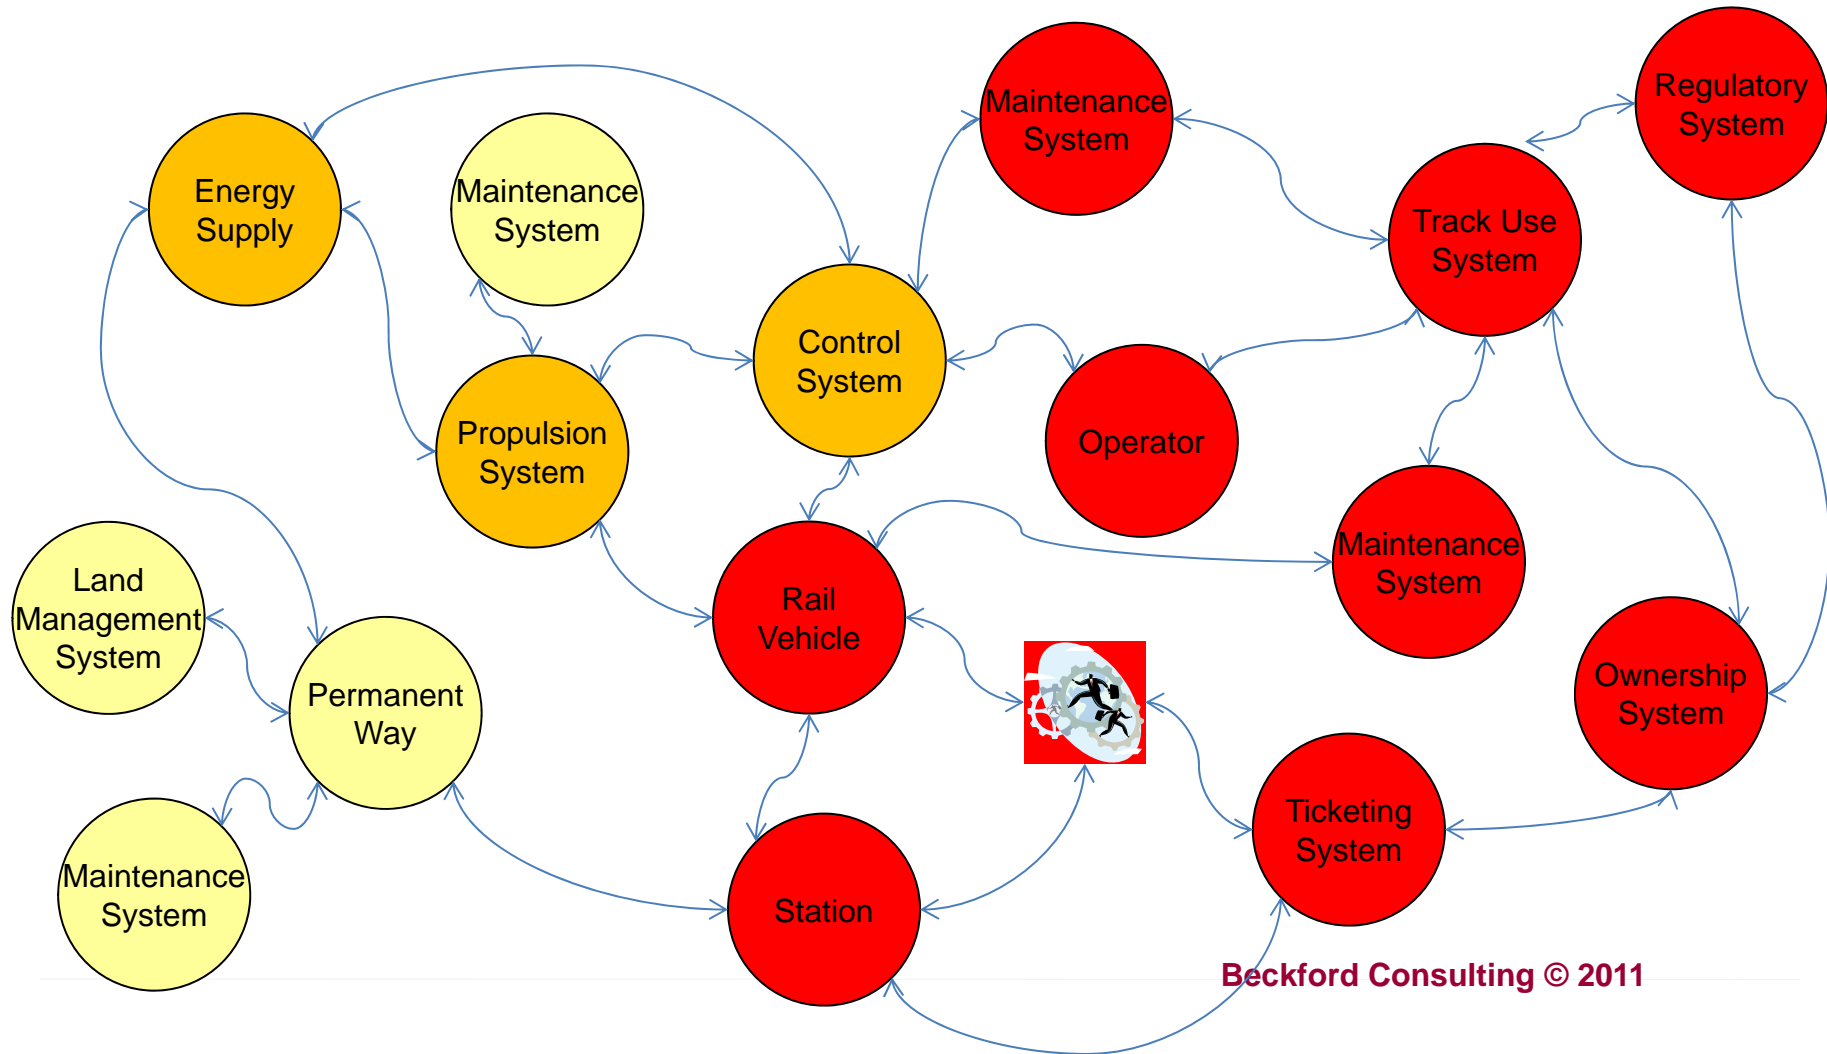 Regulatory
System
Maintenance
System
Energy
Supply
Maintenance
System
Track Use
System
Control
System
Propulsion
System
Operator
Maintenance
System
Land
Management
System
Rail
Vehicle
Permanent
Way
Ownership
System
Ticketing
System
Maintenance
System
Station
Beckford Consulting © 2011